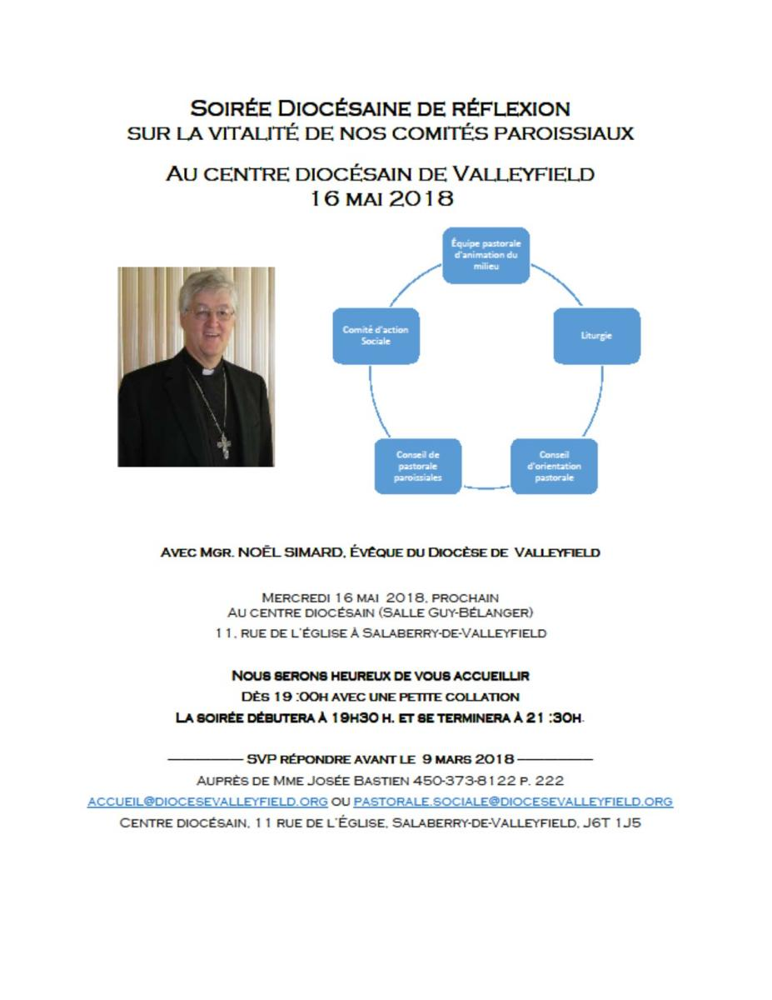 SOIRÉE DIOCÉSAINE DE RÉFLEXION
SUR LA VITALITÉ DE NOS COMITÉS PAROISSIAUX
AU CENTRE DIOCÉSAIN DE VALLEYFIELD
16 MAI 2018
Équipe pastorale
d'animation du
milieu
Comité d'action
Sociale
Liturgie
Conseil de
pastorale
paroissiales
Conseil
d'orientation
pastorale
AVEC MGR. NOËL SIMARD, ÉVÊQUE DU DIOCÈSE DE VALLEYFIELD
MERCREDI 16 MAI 2018, PROCHAIN
AU CENTRE DIOCÉSAIN (SALLE GUY-BÉLANGER)
11, RUE DE L'ÉGLISE À SALABERRY-DE-VALLEYFIELD
NOUS SERONS HEUREUX DE VOUS ACCUEILLIR
DÈS 19 :00H AVEC UNE PETITE COLLATION
LA SOIRÉE DÉBUTERA À 19H30 H. ET SE TERMINERA À 21 :30H.
—————— SVP RÉPONDRE AVANT LE 9 MARS 2018 ——————
AUPRÈS DE MME JOSÉE BASTIEN 450-373-8122 P. 222
ACCUEIL@DIOCESEVALLEYFIELD.ORG OU PASTORALE.SOCIALE@DIOCESEVALLEYFIELD.ORG
CENTRE DIOCÉSAIN, 11 RUE DE L'ÉGLISE, SALABERRY-DE-VALLEYFIELD, J6T 1J5